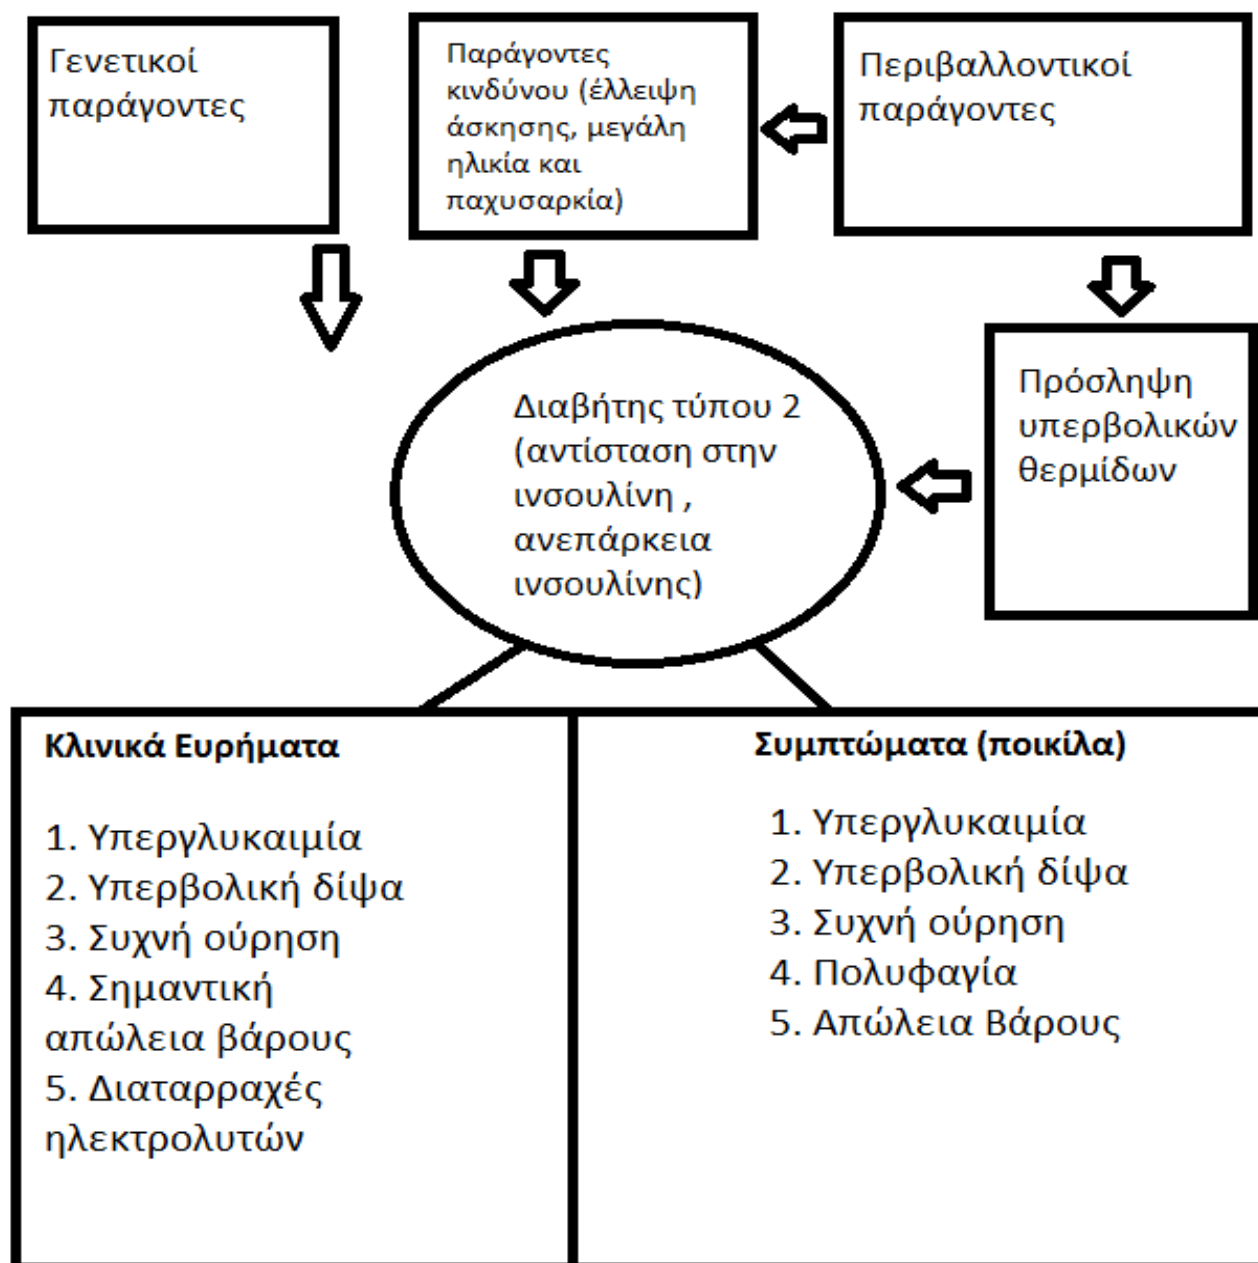 Γενετικοί
παράγοντες
Παράγοντες
κινδύνου (έλλειψη
άσκησης, μεγάλη
ηλικία και
παχυσαρκία)
Περιβαλλοντικοί
παράγοντες
Πρόσληψη
υπερβολικών
θερμίδων
Διαβήτης τύπου 2
(αντίσταση στην
ινσουλίνη ,
ανεπάρκεια
ινσουλίνης)
Κλινικά Ευρήματα
1. Υπεργλυκαιμία
2. Υπερβολική δίψα
3. Συχνή ούρηση
4. Σημαντική
απώλεια βάρους
5. Διαταρραχές
ηλεκτρολυτών
Συμπτώματα (ποικίλα)
1. Υπεργλυκαιμία
2. Υπερβολική δίψα
3. Συχνή ούρηση
4. Πολυφαγία
5. Απώλεια Βάρους